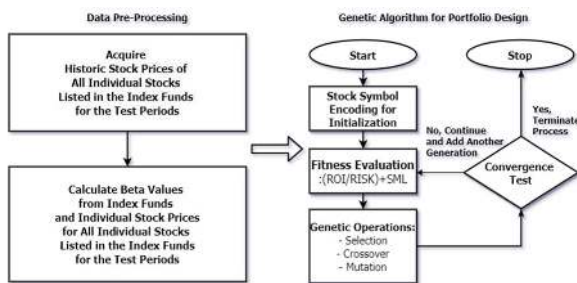 Data Pre-Processing
Acquire
Historic Stock Prices of
All Individual Stocks
Listed in the Index Funds
for the Test Periods
Calculate Beta Values
from Index Funds
and Individual Stock Prices
for All Individual Stocks
Listed in the Index Funds
for the Test Periods
Genetic Algorithm for Portfolio Design
Start
Stock Symbol
Encoding for
Initialization
Fitness Evaluation
:(ROI/RISK)+SML
Genetic Operations:
- Selection
- Crossover
- Mutation
Stop
Yes,
Terminate
Process
No, Continue
and Add Another
Generation
Convergence
Test